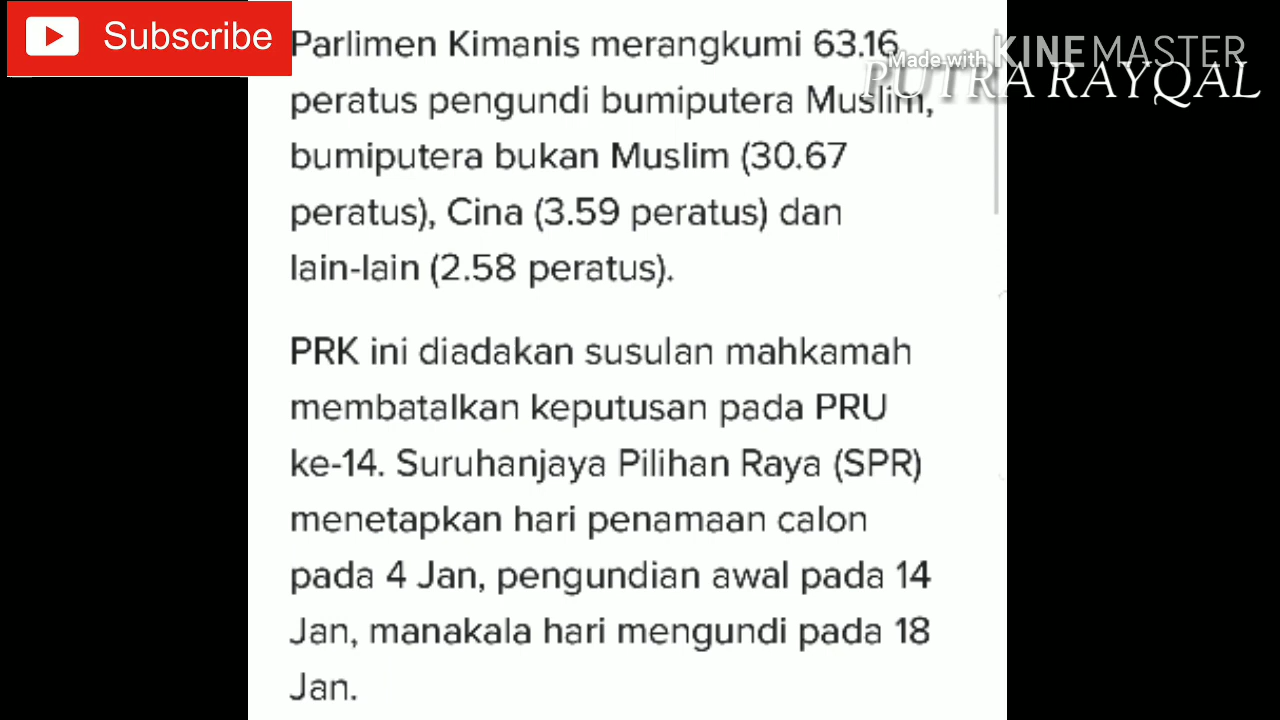 Subscribe
Made with KINEMASTER
PUTRA RAYQAL
Parlimen Kimanis merangkumi 63.16
peratus pengundi bumiputera Muslim,
bumiputera bukan Muslim (30.67
peratus), Cina (3.59 peratus) dan
lain-lain (2.58 peratus).
PRK ini diadakan susulan mahkamah
membatalkan keputusan pada PRU
ke-14. Suruhanjaya Pilihan Raya (SPR)
menetapkan hari penamaan calon
pada 4 Jan, pengundian awal pada 14
Jan, manakala hari mengundi pada 18
Jan.